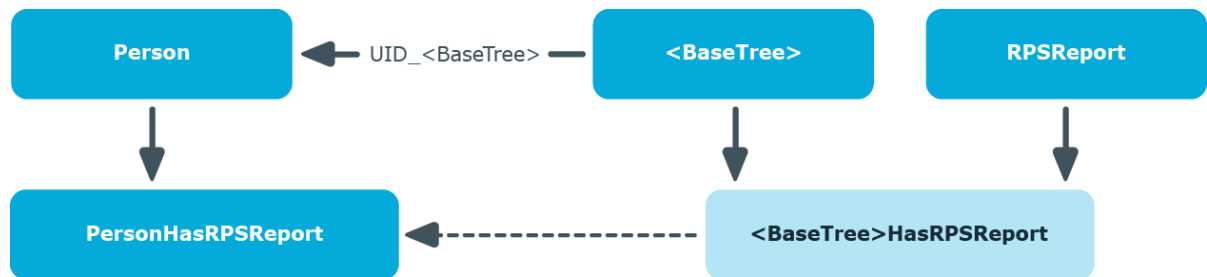 Person
UID_<BaseTree>
<BaseTree>
RPSReport
PersonHasRPSReport
<BaseTree>HasRPSReport